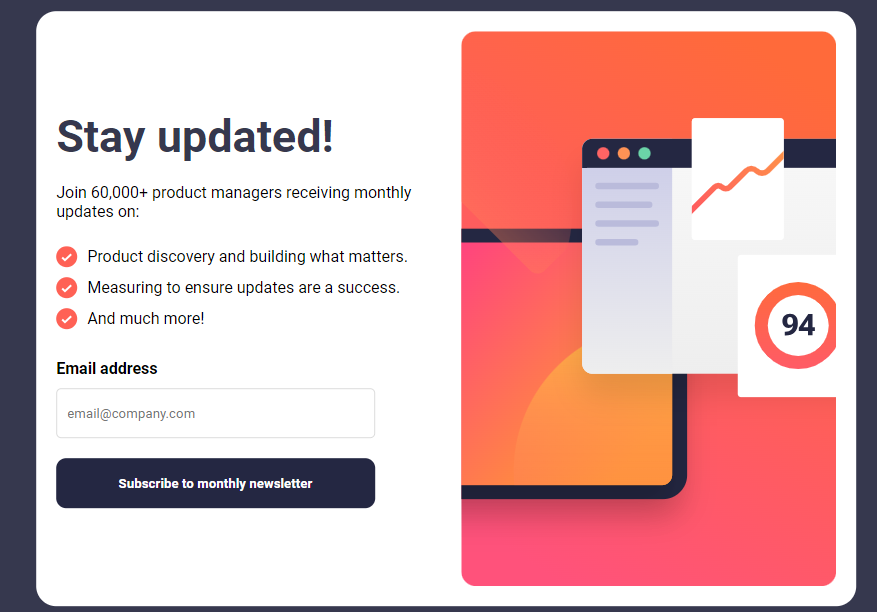 Stay updated!
Join 60,000+ product managers receiving monthly
updates on:
Product discovery and building what matters.
Measuring to ensure updates are a success.
And much more!
Email address
email@company.com
Subscribe to monthly newsletter
94